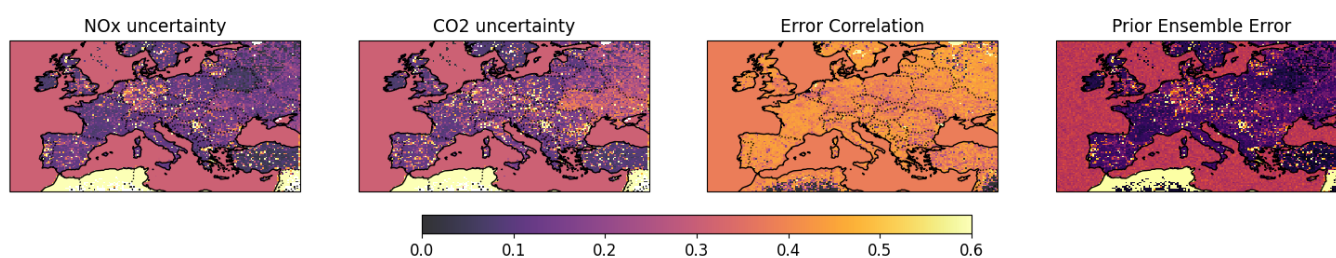 NOx uncertainty
CO2 uncertainty
Error Correlation
Prior Ensemble Error
0.0 0.1 0.2 0.3 0.4 0.5 0.6